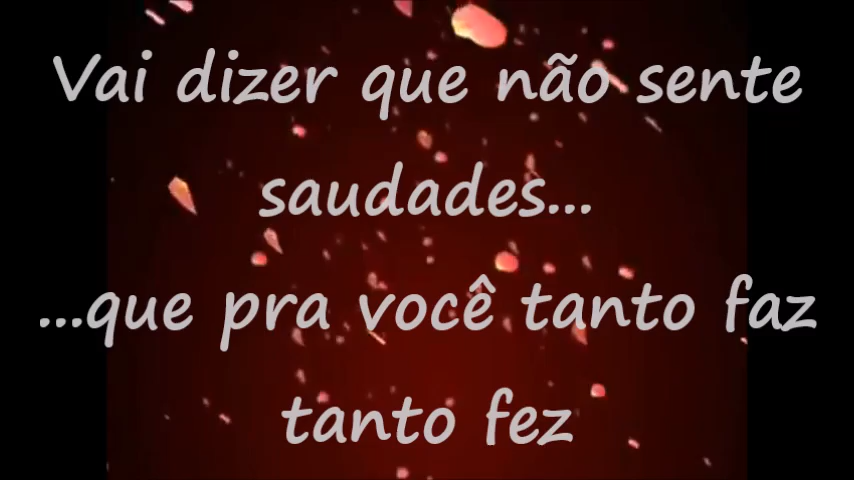 Vai dizer que não sente
saudades...
...que pra você tanto faz
tanto fez